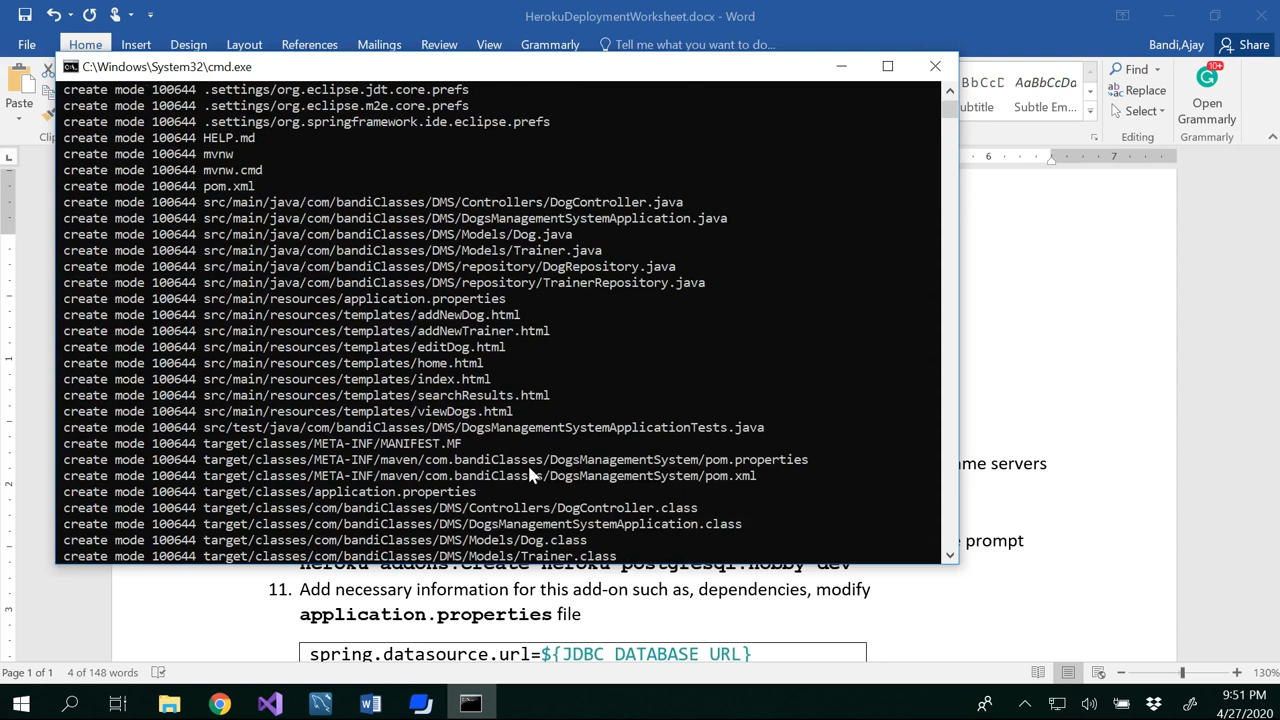 HerokuDeploymentWorksheet.docx - Word
File Home Insert Design Layout References Mailings Review View Grammarly Tell me what you want to do... Bandi,Ajay Share
C:\Windows\System32\cmd.exe
Paste
Clip
BbCcD AaBbCcDc
ubtitle Subtle Em...
Find
Replace
Select
Editing
10+
Open
Grammarly
Grammarly
6 7
create mode 100644 .settings/org.eclipse.jdt.core.prefs
create mode 100644 .settings/org.eclipse.m2e.core.prefs
create mode 100644 .settings/org.springframework.ide.eclipse.prefs
create mode 100644 HELP.md
create mode 100644 mvnw
create mode 100644 mvnw.cmd
create mode 100644 pom.xml
create mode 100644 src/main/java/com/bandiClasses/DMS/Controllers/DogController.java
create mode 100644 src/main/java/com/bandiClasses/DMS/DogsManagementSystemApplication.java
create mode 100644 src/main/java/com/bandiClasses/DMS/Models/Dog.java
create mode 100644 src/main/java/com/bandiClasses/DMS/Models/Trainer.java
create mode 100644 src/main/java/com/bandiClasses/DMS/repository/DogRepository.java
create mode 100644 src/main/java/com/bandiClasses/DMS/repository/TrainerRepository.java
create mode 100644 src/main/resources/application.properties
create mode 100644 src/main/resources/templates/addNewDog.html
create mode 100644 src/main/resources/templates/addNewTrainer.html
create mode 100644 src/main/resources/templates/editDog.html
create mode 100644 src/main/resources/templates/home.html
create mode 100644 src/main/resources/templates/index.html
create mode 100644 src/main/resources/templates/searchResults.html
create mode 100644 src/main/resources/templates/viewDogs.html
create mode 100644 src/test/java/com/bandiClasses/DMS/DogsManagementSystemApplicationTests.java
create mode 100644 target/classes/META-INF/MANIFEST.MF
create mode 100644 target/classes/META-INF/maven/com.bandiClasses/DogsManagementSystem/pom.properties
create mode 100644 target/classes/META-INF/maven/com.bandiClasses/DogsManagementSystem/pom.xml
create mode 100644 target/classes/application.properties
create mode 100644 target/classes/com/bandiClasses/DMS/Controllers/DogController.class
create mode 100644 target/classes/com/bandiClasses/DMS/DogsManagementSystemApplication.class
create mode 100644 target/classes/com/bandiClasses/DMS/Models/Dog.class
create mode 100644 target/classes/com/bandiClasses/DMS/Models/Trainer.class
ame servers
e prompt
heroku addons:create heroku-postgresql:hobby-dev
11. Add necessary information for this add-on such as, dependencies, modify
application.properties file
spring.datasource.url=${JDBC_DATABASE_URL}
Page 1 of 1 4 of 148 words 130%
9:51 PM
4/27/2020